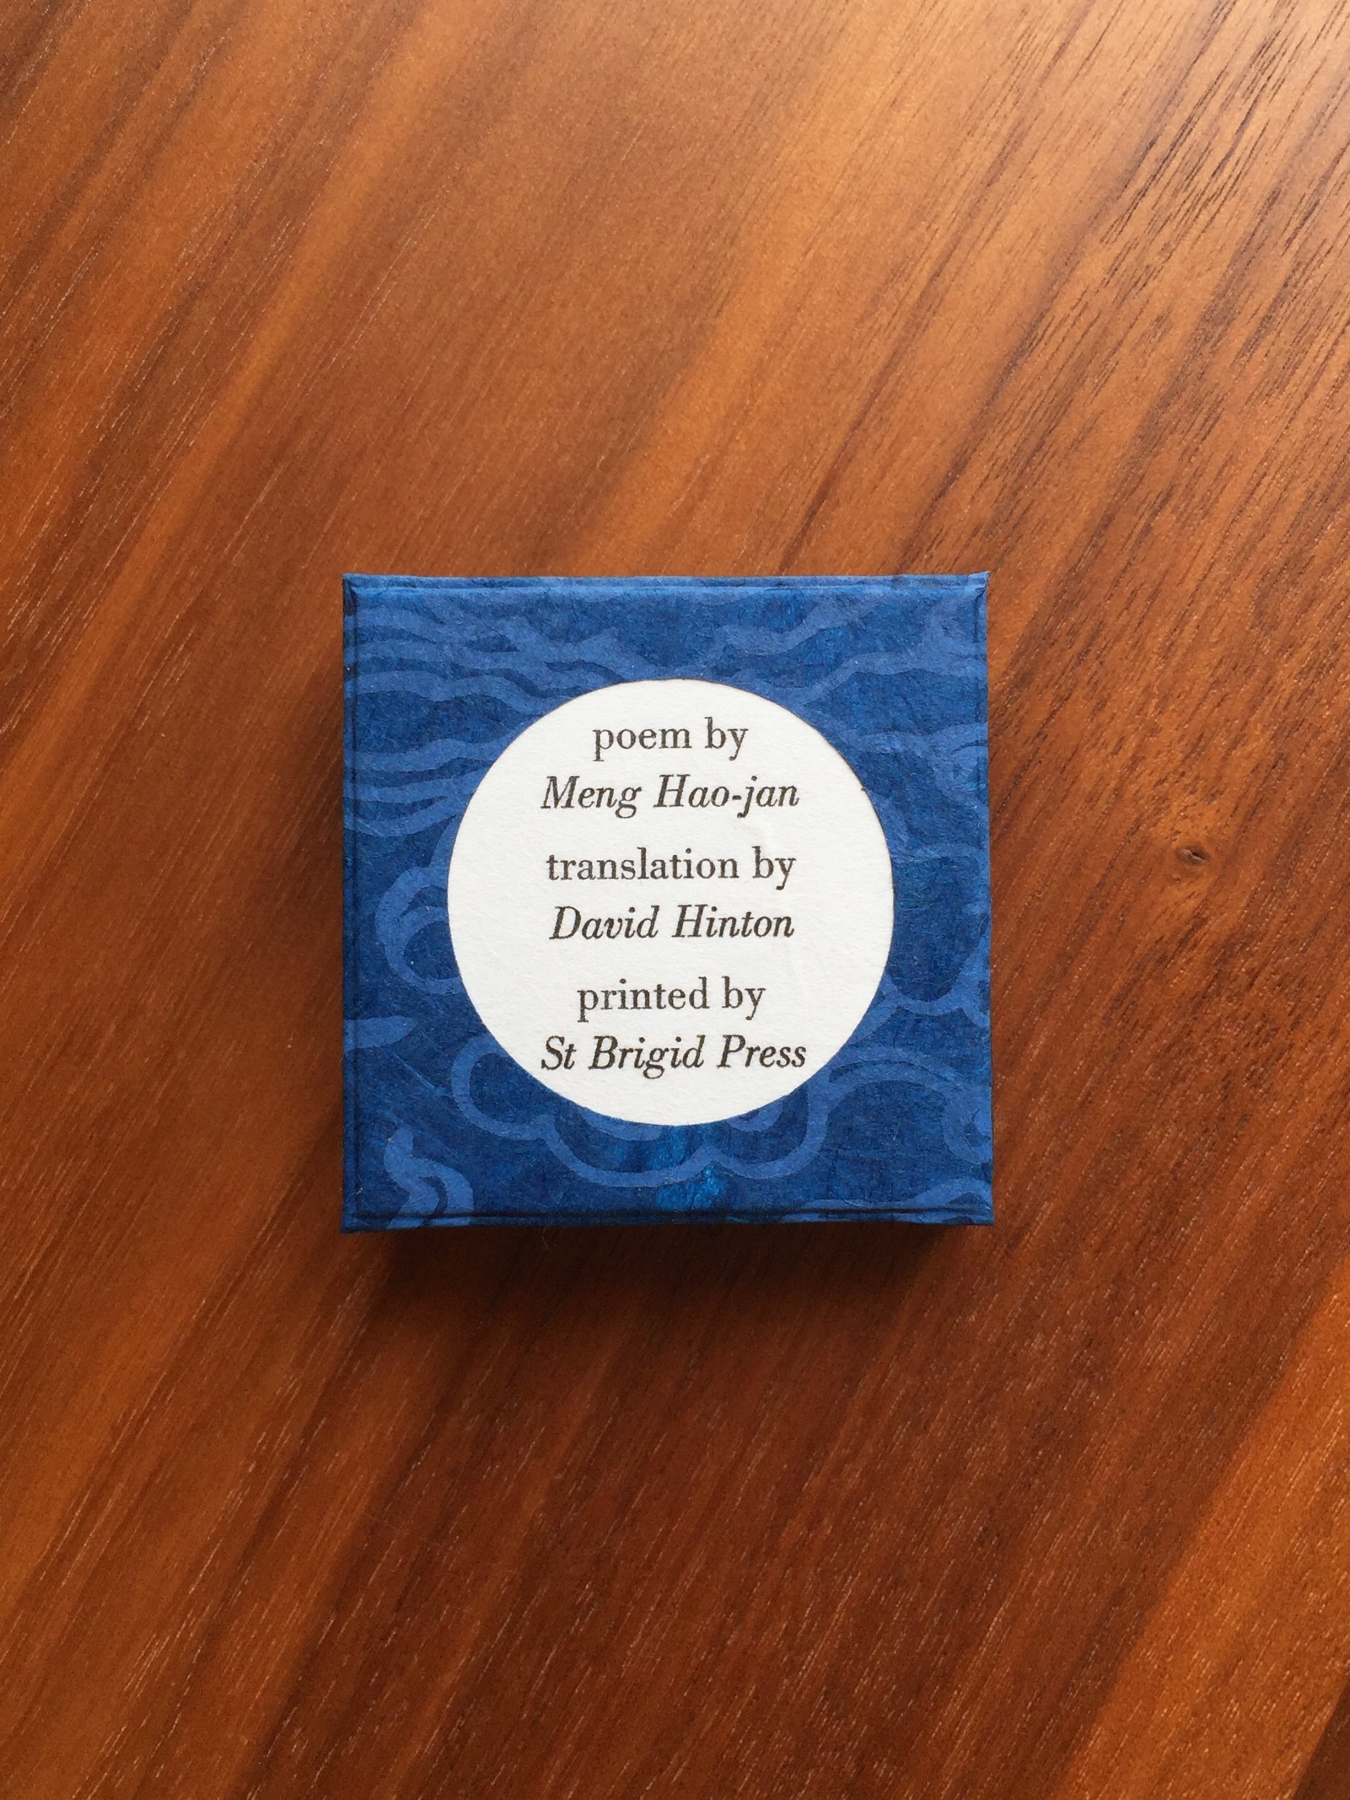 poem by
Meng Hao-jan
translation by
David Hinton
printed by
St Brigid Press